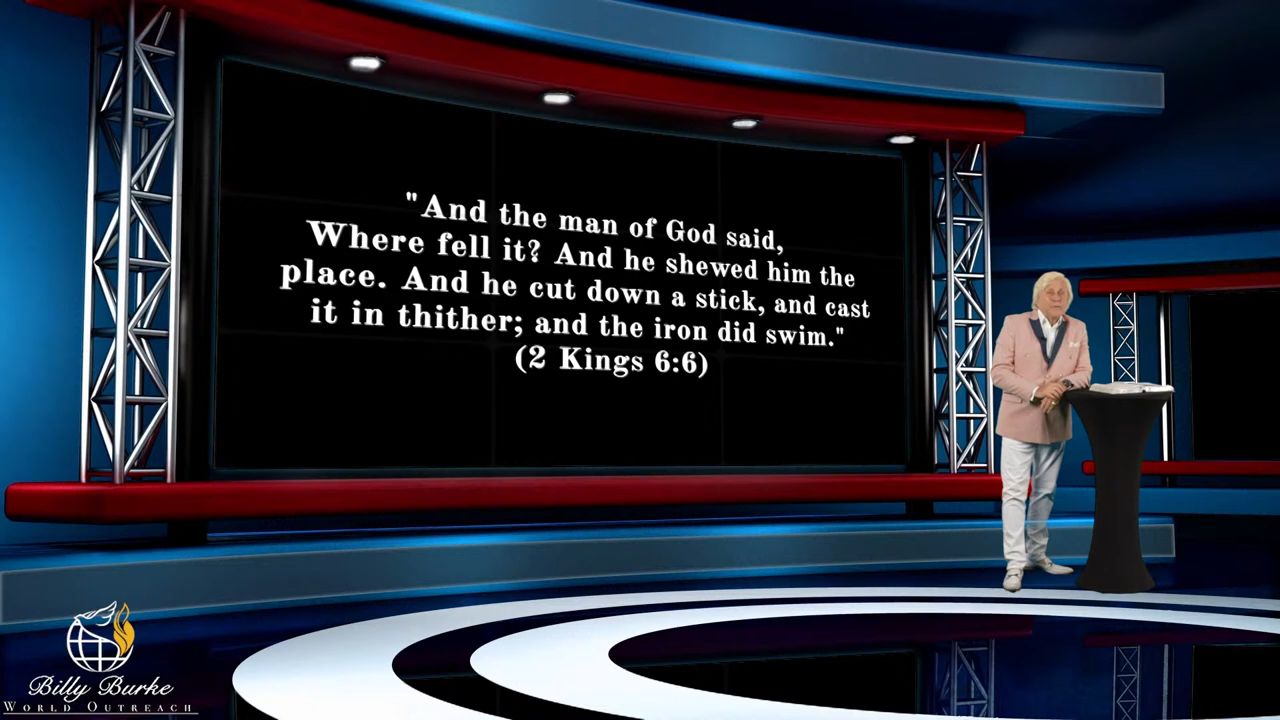 "And the man of God said,
Where fell it? And he shewed him the
place. And he cut down a stick, and cast
it in thither; and the iron did swim."
(2 Kings 6:6)
Billy Burke
WORLD OUTREACH